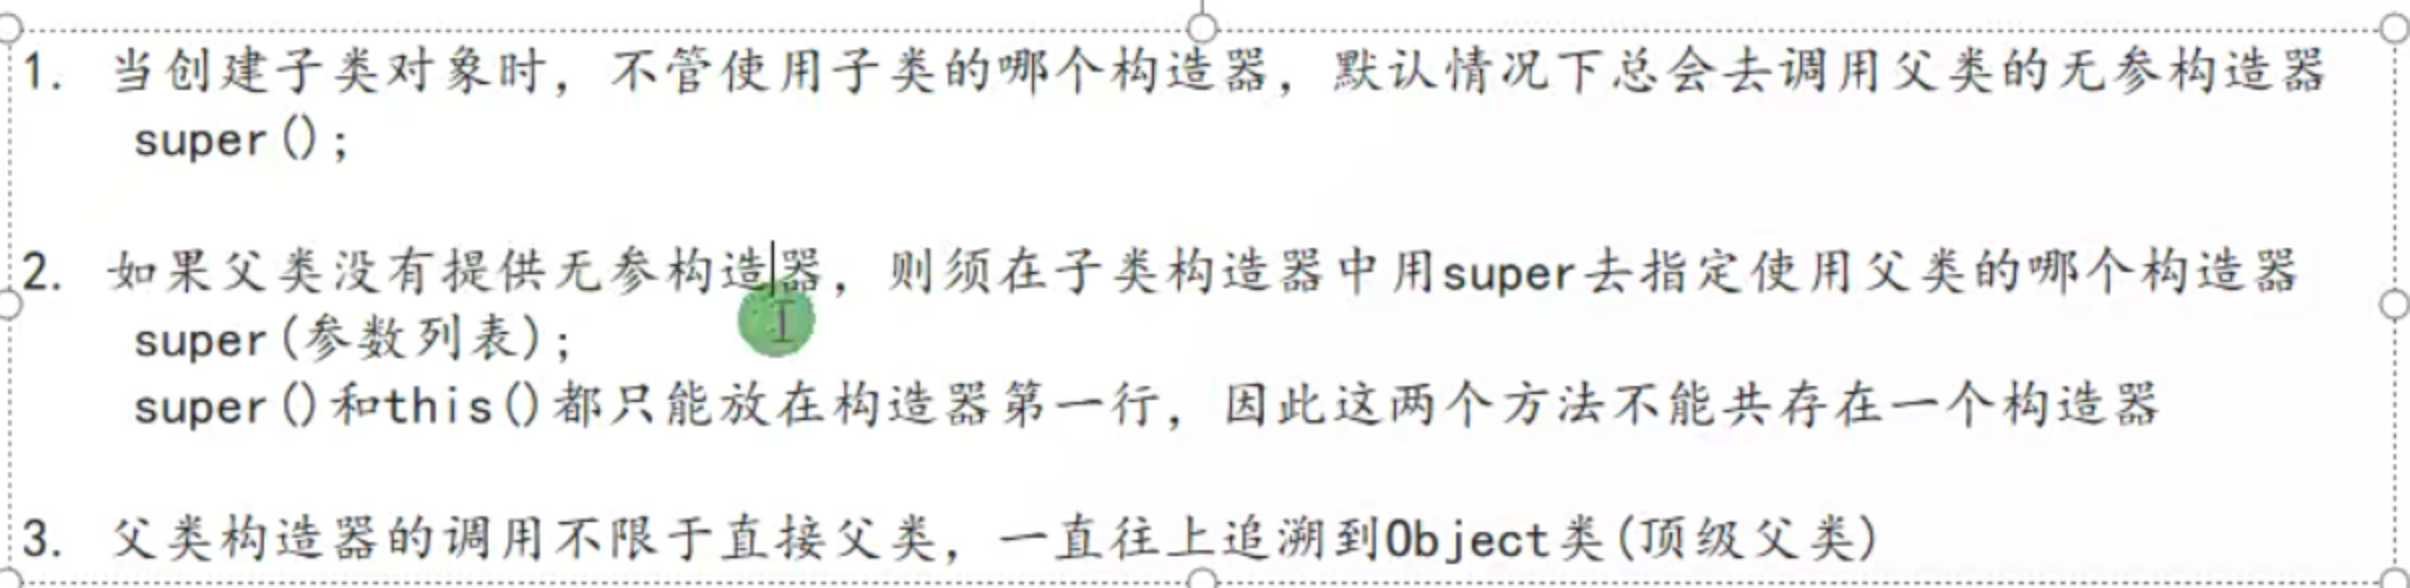 1. 当创建子类对象时，不管使用子类的哪个构造器，默认情况下总会去调用父类的无参构造器
super();
2. 如果父类没有提供无参构造器，则须在子类构造器中用super去指定使用父类的哪个构造器
super(参数列表);
super()和this()都只能放在构造器第一行，因此这两个方法不能共存在一个构造器
3. 父类构造器的调用不限于直接父类，一直往上追溯到Object类(顶级父类)